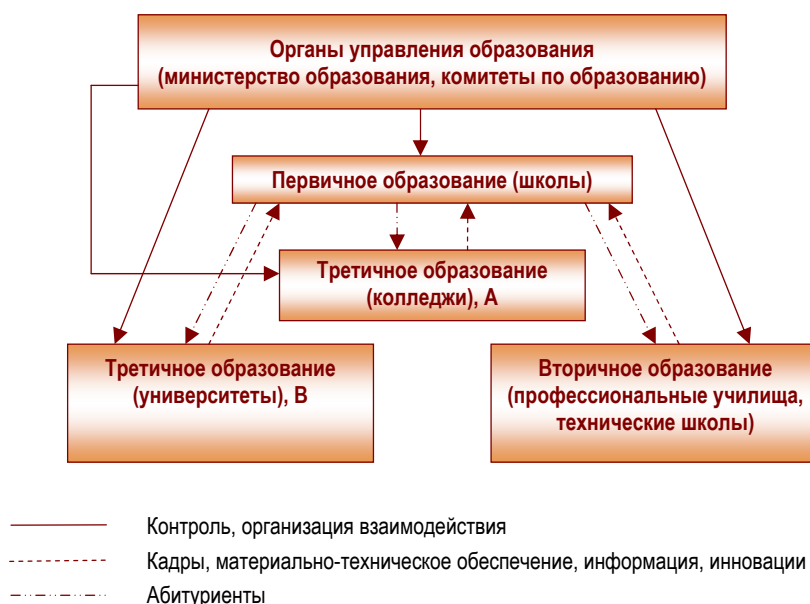 Органы управления образования
(министерство образования, комитеты по образованию)
Первичное образование (школы)
Третичное образование
(колледжи), А
Третичное образование
(университеты), В
Вторичное образование
(профессиональные училища,
технические школы)
Контроль, организация взаимодействия
Кадры, материально-техническое обеспечение, информация, инновации
Абитуриенты